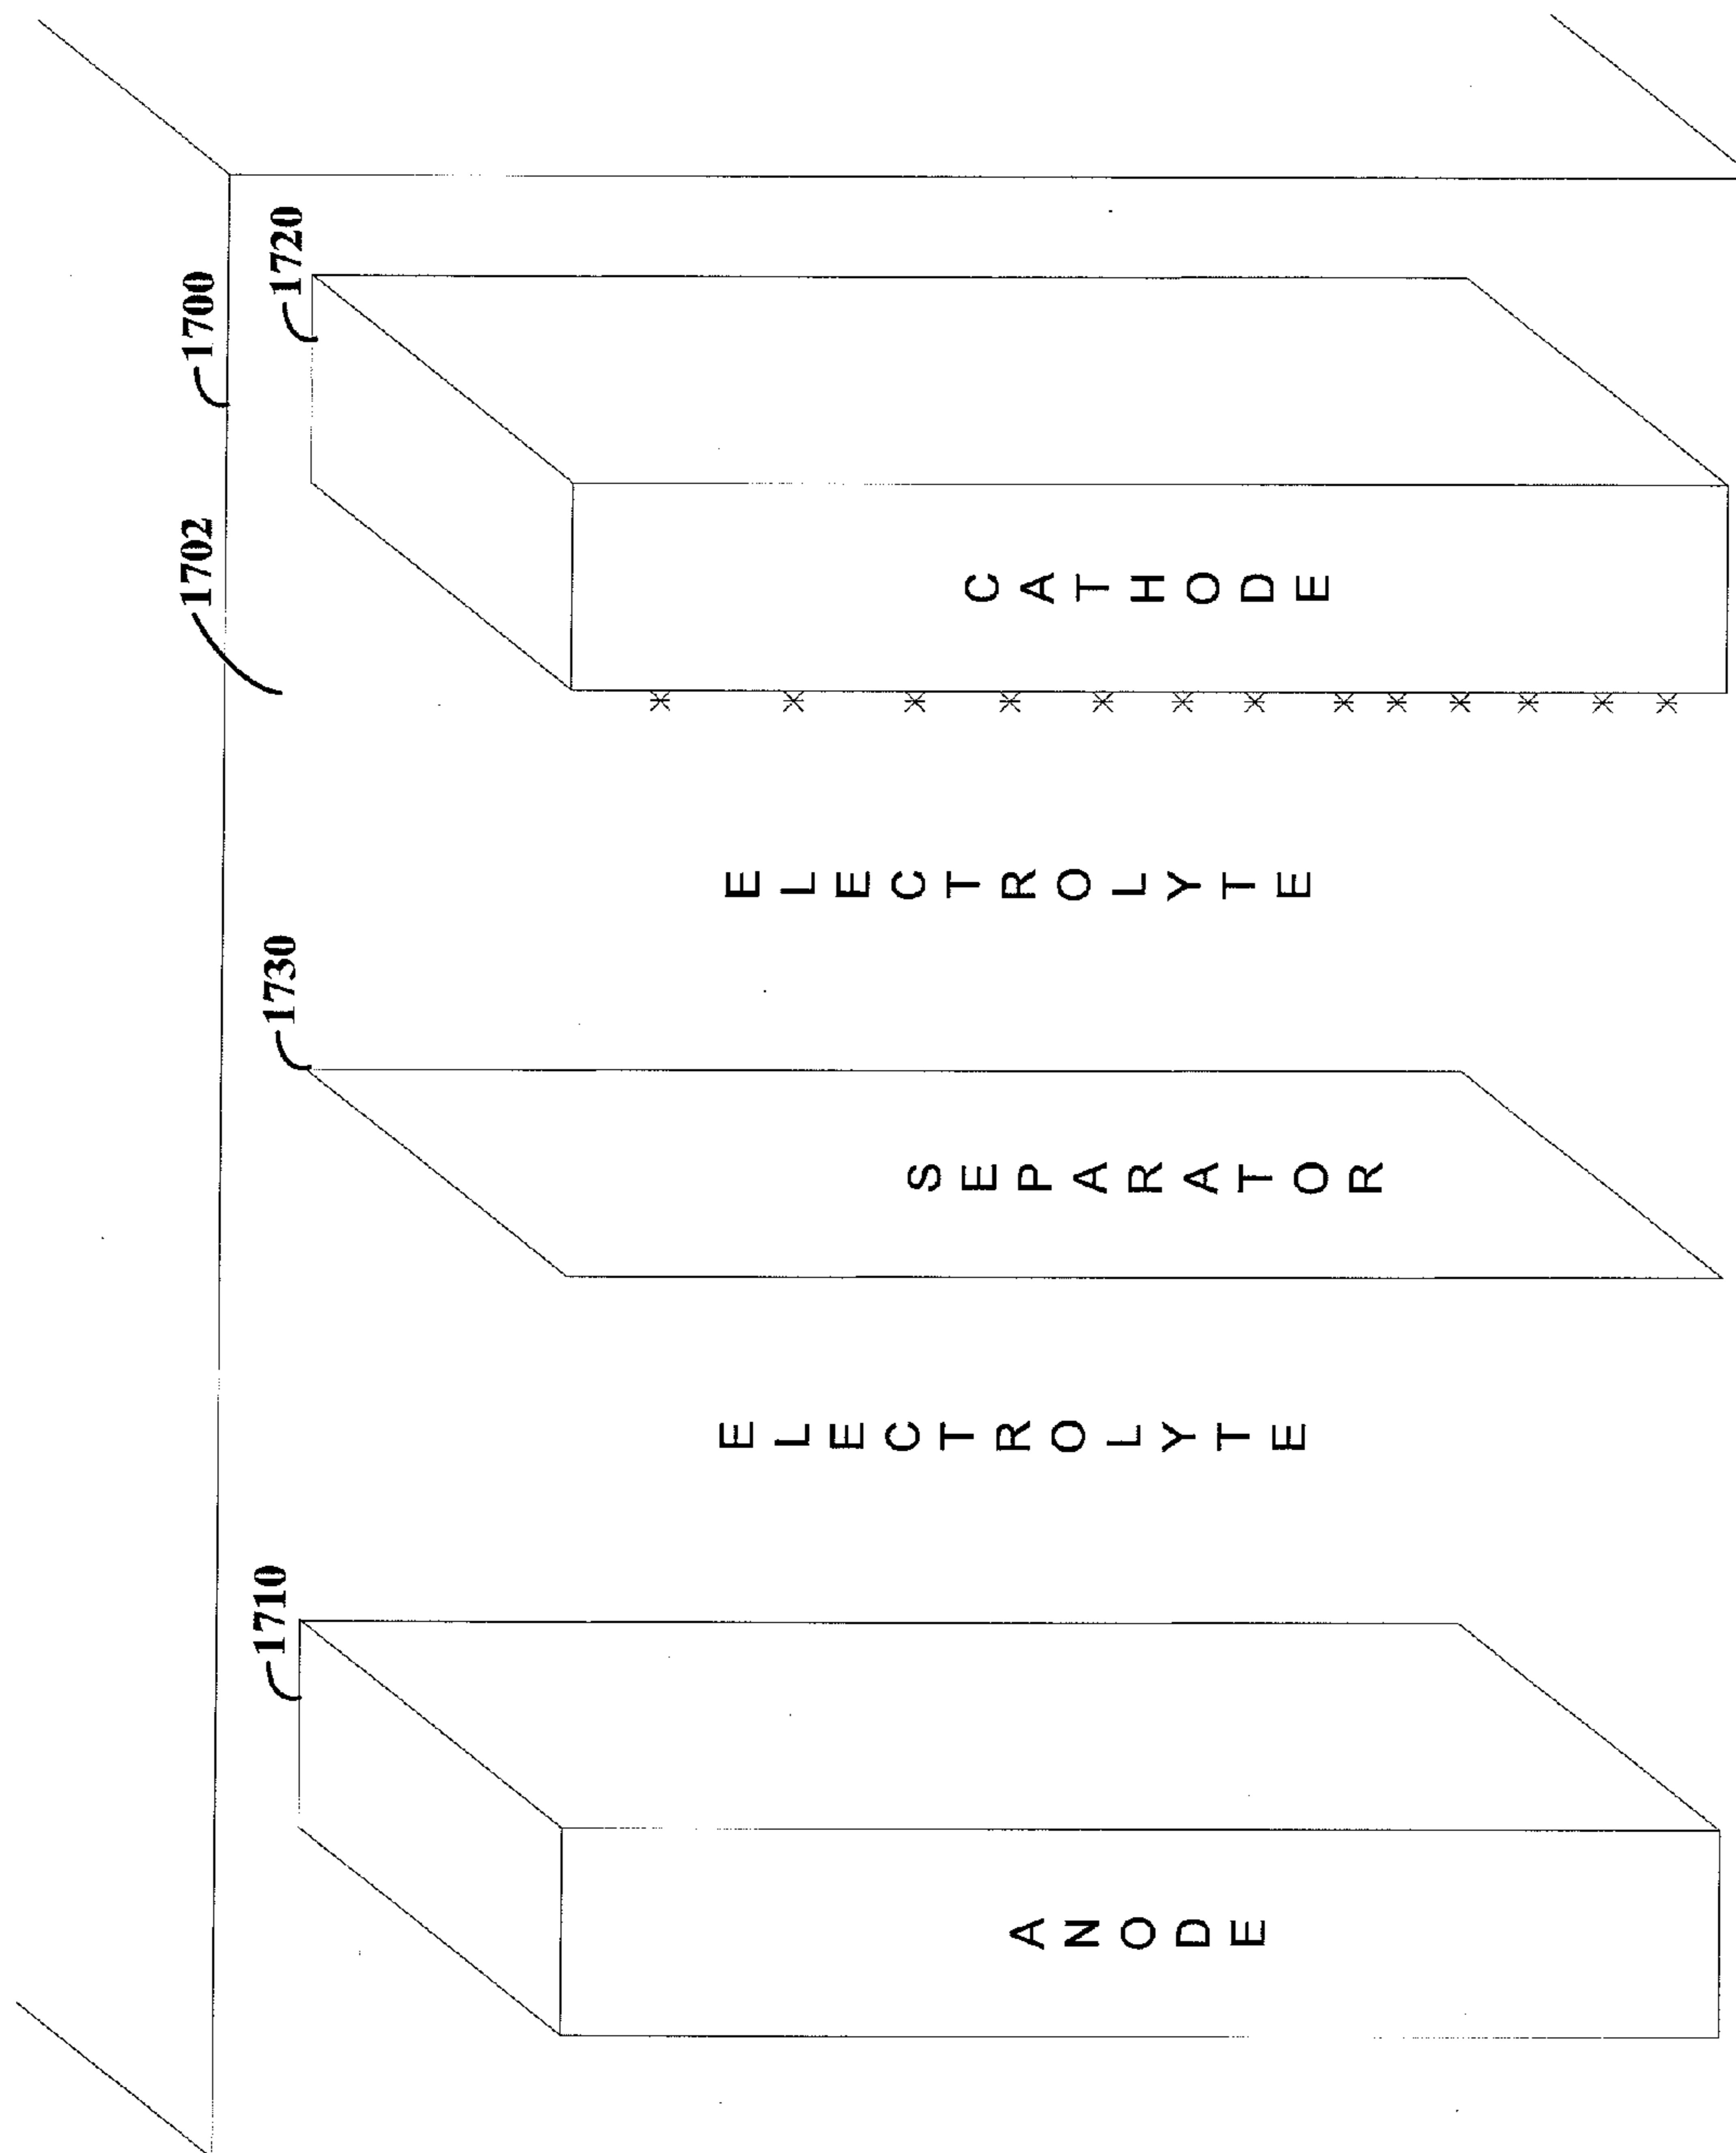 1700
1702
1720
CATHODE
ELECTROLYTE
1730
SEPARATOR
ELECTROLYTE
1710
ANODE